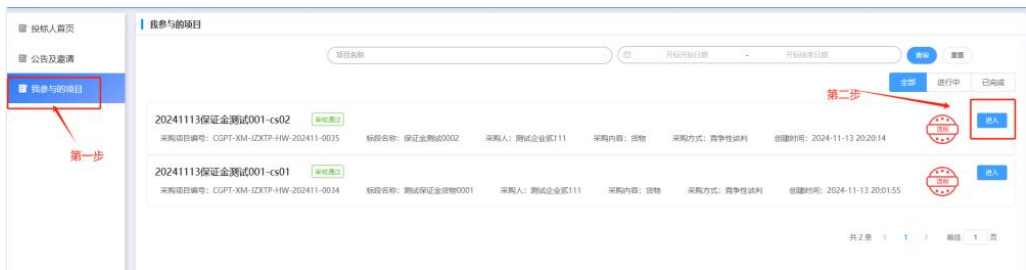 投标人首页
公告及邀请
我参与的项目
第一步
我参与的项目
项目名称 开标开始日期 - 开标结束日期 查询 重置
全部 进行中 已完成
第二步
20241113保证金测试001-cs02 审核通过
采购项目编号：CGPT-XM-JZXTP-HW-202411-0035 标段名称：保证金测试0002 采购人：测试企业贰111 采购内容：货物 采购方式：竞争性谈判 创建时间：2024-11-13 20:20:14
流标 进入
20241113保证金测试001-cs01 审核通过
采购项目编号：CGPT-XM-JZXTP-HW-202411-0034 标段名称：测试保证金货物0001 采购人：测试企业贰111 采购内容：货物 采购方式：竞争性谈判 创建时间：2024-11-13 20:01:55
流标 进入
共 2 条 < 1 > 前往 1 页